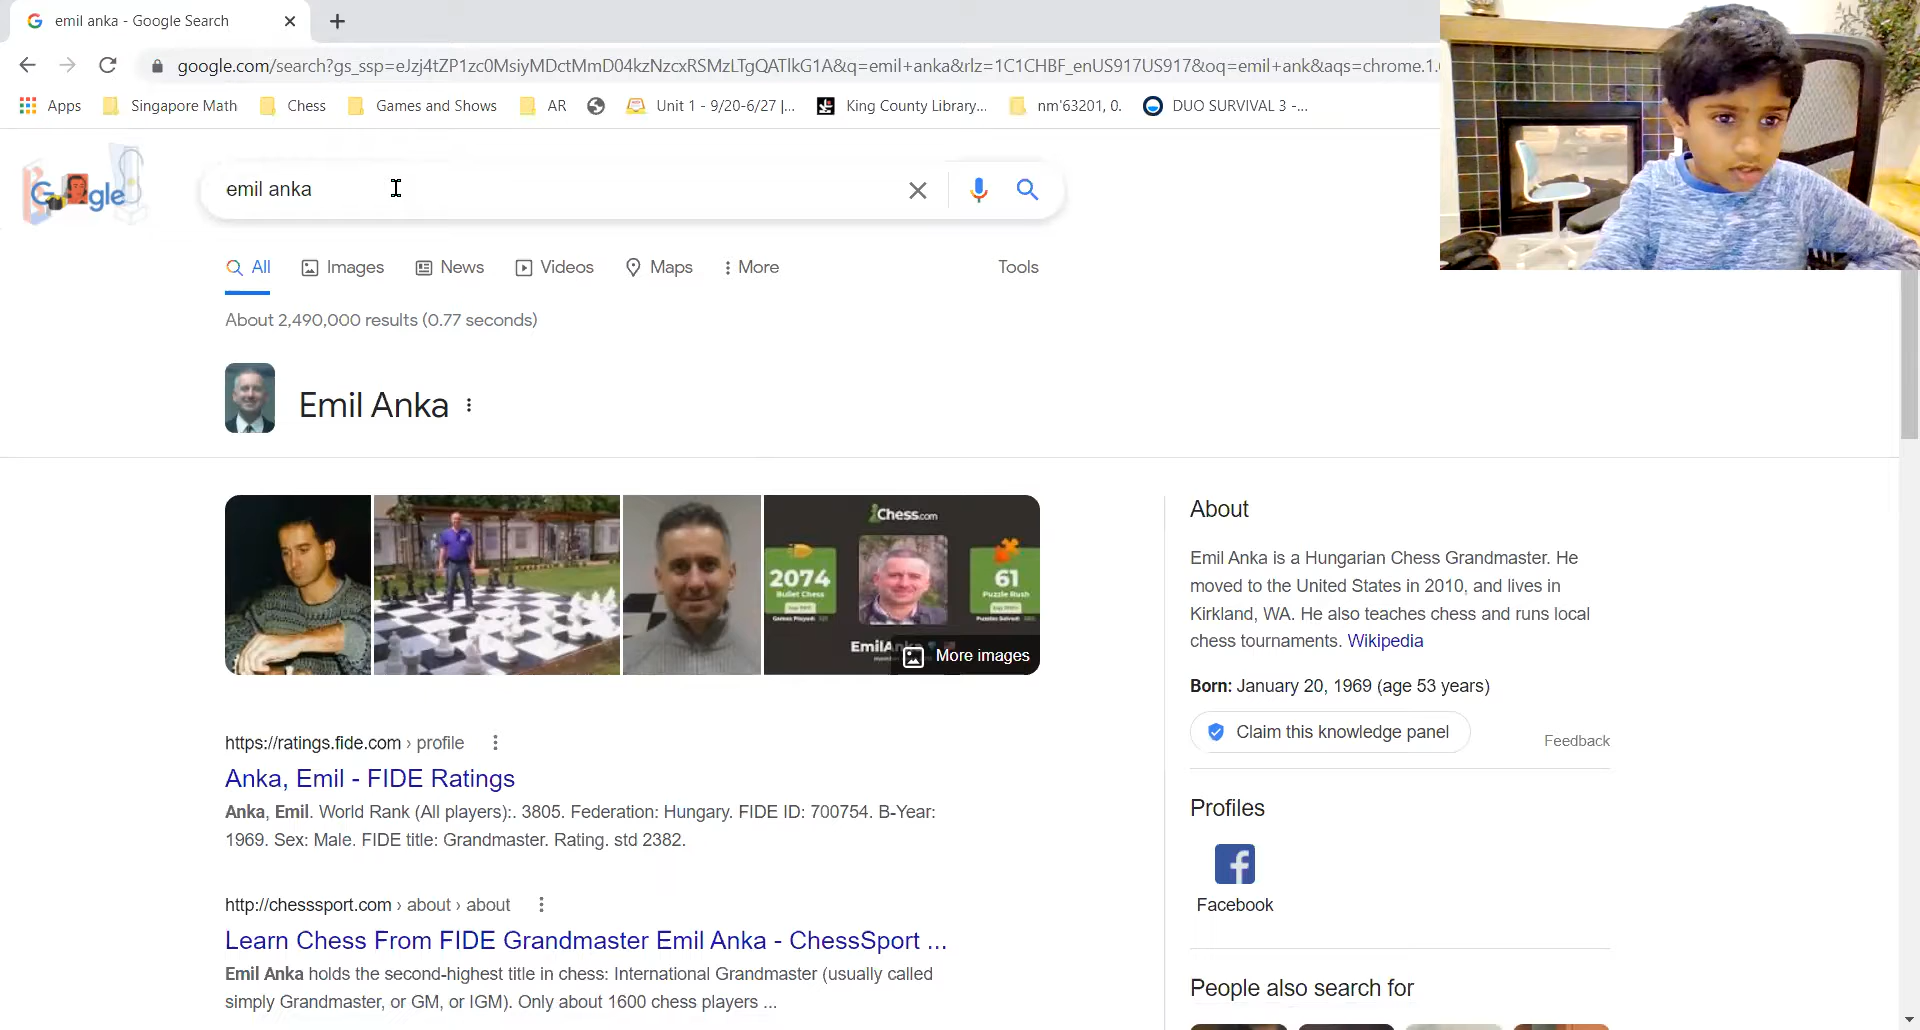 emil anka - Google Search
google.com/search?gs_ssp=eJzj4tZP1zc0MsiyMDctMmD04kzNzcxRSMzLTgQATlkG1A&q=emil+anka&rlz=1C1CHBF_enUS917US917&oq=emil+ank&aqs=chrome.1.
Apps Singapore Math Chess Games and Shows AR Unit 1 - 9/20-6/27 |... King County Library... nm'63201, 0. DUO SURVIVAL 3 -...
Google emil anka
All Images News Videos Maps More Tools
About 2,490,000 results (0.77 seconds)
Emil Anka
Chess.com
2074
Bullet Chess
61
Puzzle Rush
More images
https://ratings.fide.com › profile
Anka, Emil - FIDE Ratings
Anka, Emil. World Rank (All players):. 3805. Federation: Hungary. FIDE ID: 700754. B-Year:
1969. Sex: Male. FIDE title: Grandmaster. Rating. std 2382.
http://chesssport.com › about › about
Learn Chess From FIDE Grandmaster Emil Anka - ChessSport ...
Emil Anka holds the second-highest title in chess: International Grandmaster (usually called
simply Grandmaster, or GM, or IGM). Only about 1600 chess players ...
About
Emil Anka is a Hungarian Chess Grandmaster. He
moved to the United States in 2010, and lives in
Kirkland, WA. He also teaches chess and runs local
chess tournaments. Wikipedia
Born: January 20, 1969 (age 53 years)
Claim this knowledge panel
Feedback
Profiles
Facebook
People also search for